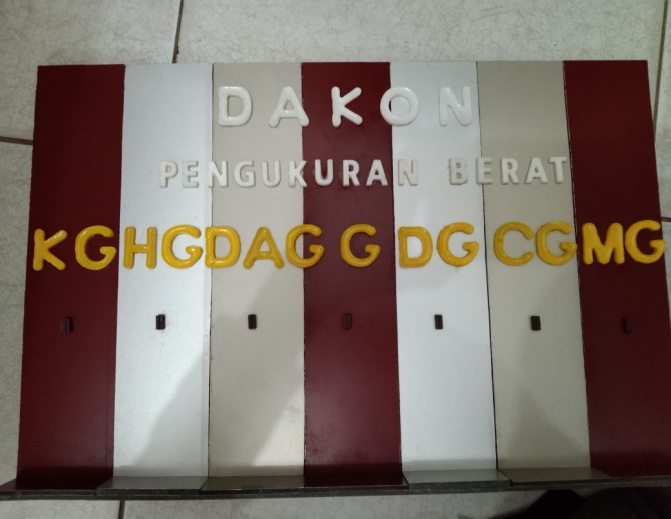 DAKON
PENGUKURAN BERAT
KG HG DAG G DG CG MG